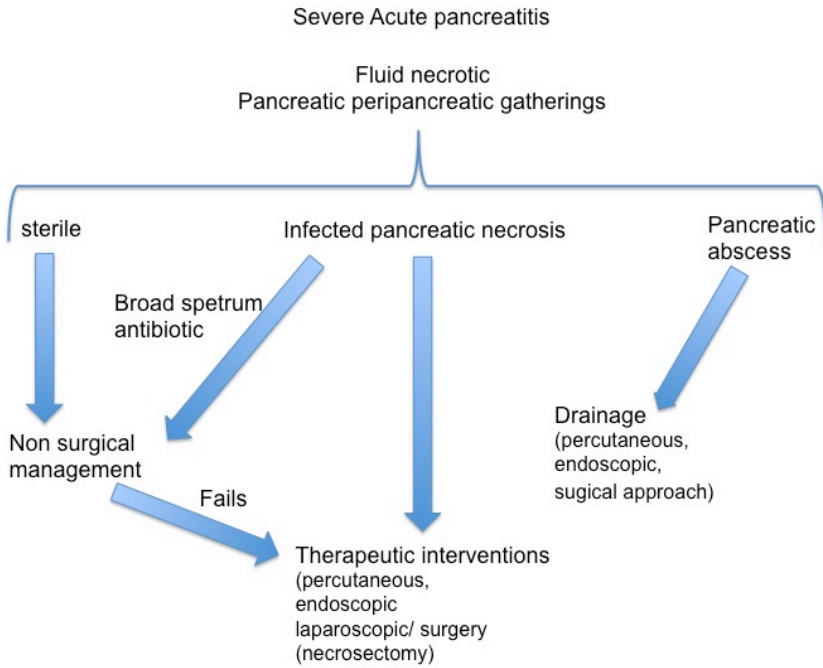 Severe Acute pancreatitis
Fluid necrotic
Pancreatic peripancreatic gatherings
sterile
Infected pancreatic necrosis
Pancreatic
abscess
Broad spetrum
antibiotic
Non surgical
management
Drainage
(percutaneous,
endoscopic,
sugical approach)
Fails
Therapeutic interventions
(percutaneous,
endoscopic
laparoscopic/ surgery
(necrosectomy)